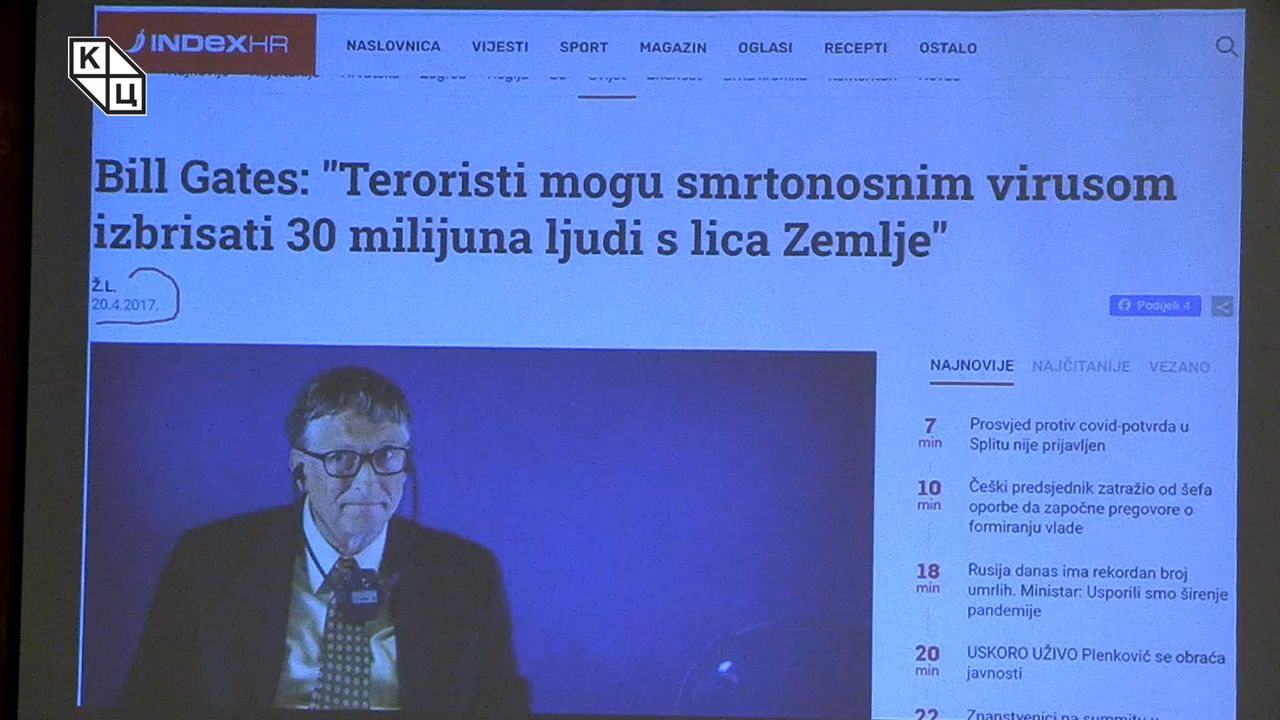 INDEXHR
NASLOVNICA VIJESTI SPORT MAGAZIN OGLASI RECEPTI OSTALO
К
Ц
Bill Gates: "Teroristi mogu smrtonosnim virusom
izbrisati 30 milijuna ljudi s lica Zemlje"
Ž.L.
20.4.2017.
Podijeli 4
NAJNOVIJE NAJČITANIJE VEZANO
7 min
Prosvjed protiv covid-potvrda u
Splitu nije prijavljen
10 min
Češki predsjednik zatražio od šefa
oporbe da započne pregovore o
formiranju vlade
18 min
Rusija danas ima rekordan broj
umrlih. Ministar: Usporili smo širenje
pandemije
20 min
USKORO UŽIVO Plenković se obraća
javnosti
22
Znanstvenici na summitu u